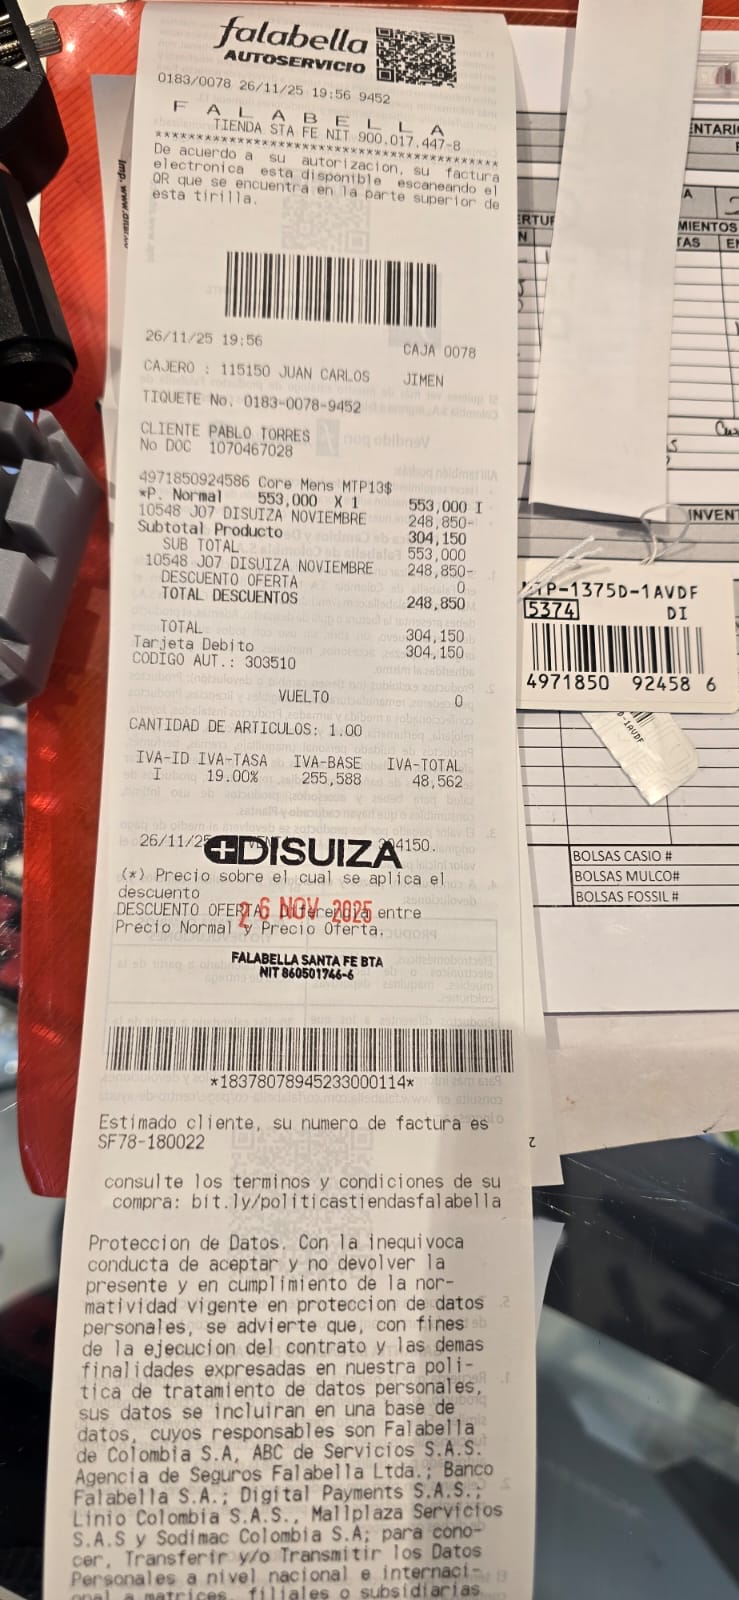 falabella
AUTOSERVICIO
0183/0078 26/11/25 19:56 9452
F A L A B E L L A
TIENDA STA FE NIT 900.017.447-8
**************************************************
De acuerdo a su autorizacion, su factura
electronica esta disponible escaneando el
QR que se encuentra en la parte superior de
esta tirilla.
26/11/25 19:56 CAJA 0078
CAJERO : 115150 JUAN CARLOS JIMEN
TIQUETE No. 0183-0078-9452
CLIENTE PABLO TORRES
No DOC 1070467028
4971850924586 Core Mens MTP13$
*P. Normal 553,000 X 1 553,000 I
10548 J07 DISUIZA NOVIEMBRE 248,850-
Subtotal Producto 304,150
SUB TOTAL 553,000
10548 J07 DISUIZA NOVIEMBRE 248,850-
DESCUENTO OFERTA 0
TOTAL DESCUENTOS 248,850
TOTAL 304,150
Tarjeta Debito 304,150
CODIGO AUT.: 303510
VUELTO 0
CANTIDAD DE ARTICULOS: 1.00
IVA-ID IVA-TASA IVA-BASE IVA-TOTAL
I 19.00% 255,588 48,562
26/11/25
DISUIZA
(*) Precio sobre el cual se aplica el
descuento
DESCUENTO OFERTA Diferencia entre
26 NOV 2025
Precio Normal y Precio Oferta.
FALABELLA SANTA FE BTA
NIT 860501746-6
*18378078945233000114*
Estimado cliente, su numero de factura es
SF78-180022
consulte los terminos y condiciones de su
compra: bit.ly/politicastiendasfalabella
Proteccion de Datos. Con la inequivoca
conducta de aceptar y no devolver la
presente y en cumplimiento de la nor-
matividad vigente en proteccion de datos
personales, se advierte que, con fines
de la ejecucion del contrato y las demas
finalidades expresadas en nuestra poli-
tica de tratamiento de datos personales,
sus datos se incluiran en una base de
datos, cuyos responsables son Falabella
de Colombia S.A, ABC de Servicios S.A.S.
Agencia de Seguros Falabella Ltda.; Banco
Falabella S.A.; Digital Payments S.A.S.;
Linio Colombia S.A.S., Mallplaza Servicios
S.A.S y Sodimac Colombia S.A; para cono-
cer, Transferir y/o Transmitir los Datos
Personales a nivel nacional e internaci-
onal a matrices, filiales o subsidiarias
MTP-1375D-1AVDF
5374 DI
4971850 92458 6
D-1AVDF
BOLSAS CASIO #
BOLSAS MULCO#
BOLSAS FOSSIL #
2